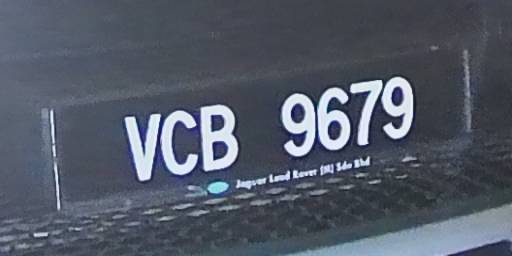 VCB 9679
Jaguar Land Rover (M) Sdn Bhd